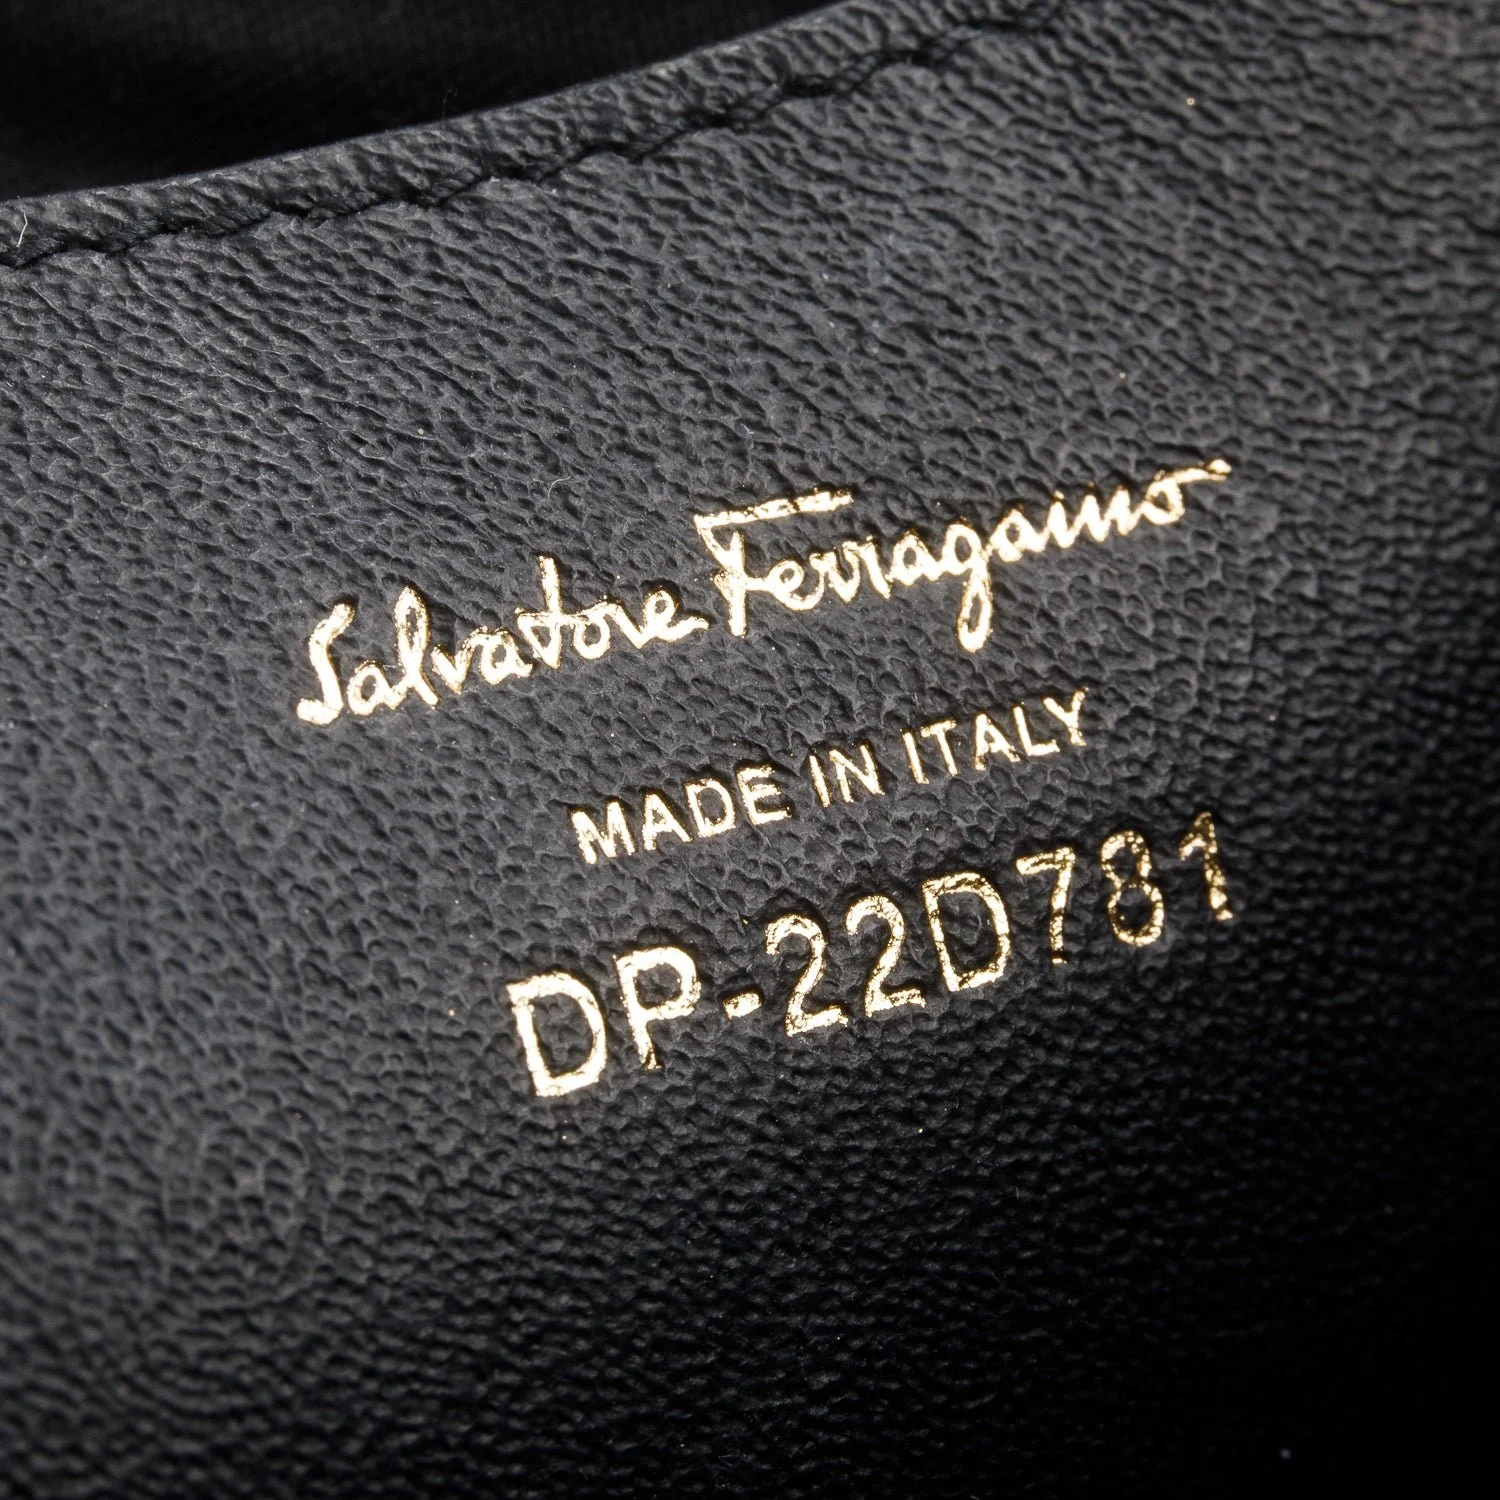 Salvatore Ferragamo
MADE IN ITALY
DP-22D781